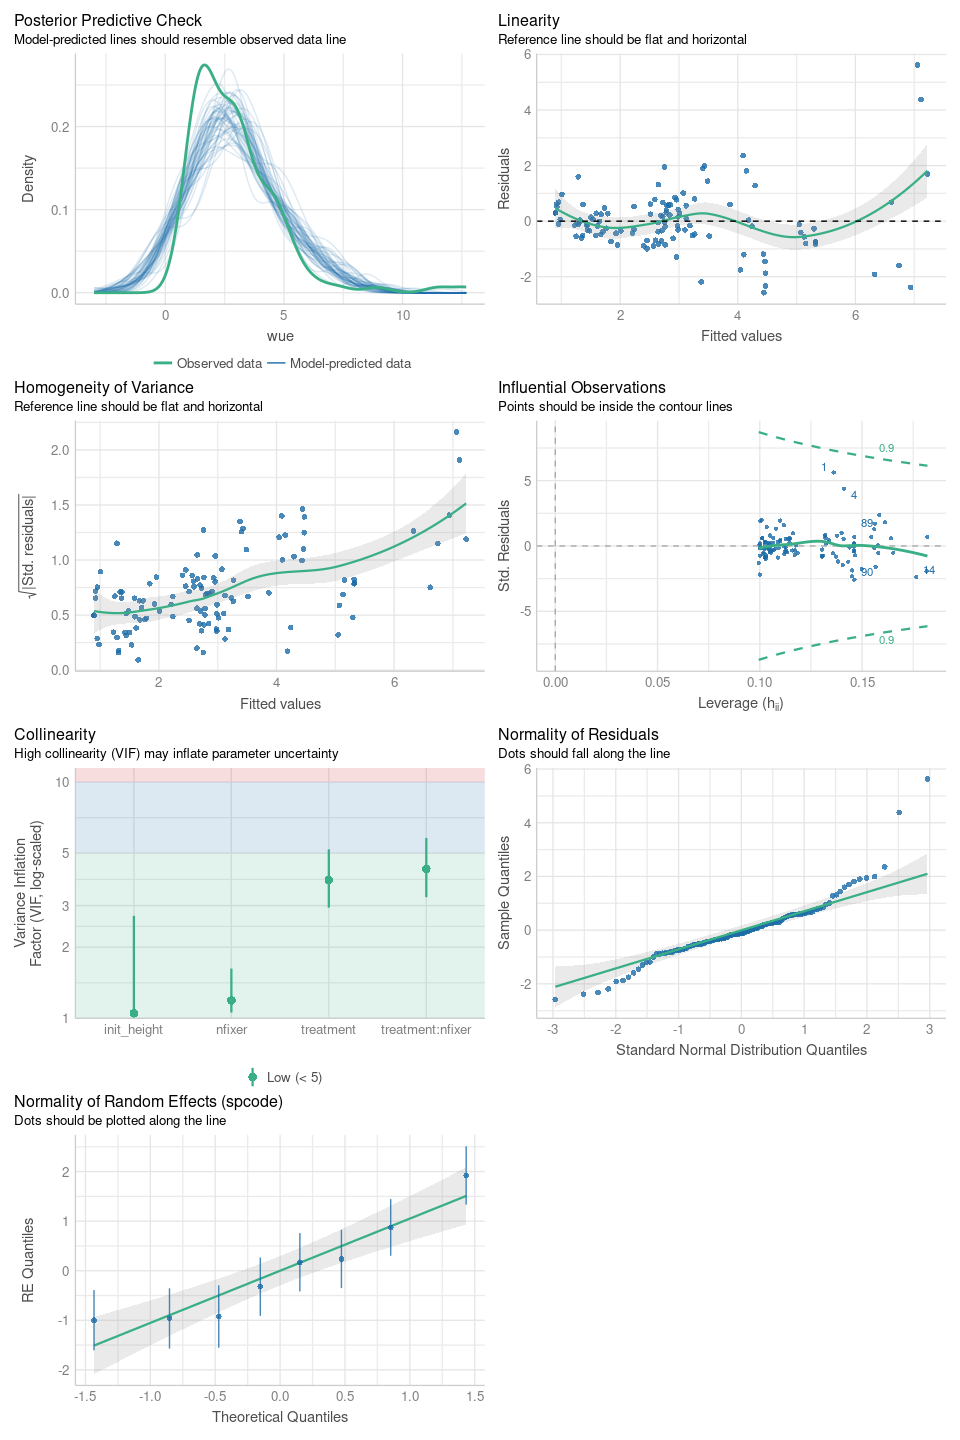 Posterior Predictive Check
Model-predicted lines should resemble observed data line
Density
0.2
0.1
0.0
0
5
10
wue
Observed data
Model-predicted data
Linearity
Reference line should be flat and horizontal
Residuals
6
4
2
0
-2
2
4
6
Fitted values
Homogeneity of Variance
Reference line should be flat and horizontal
√|Std. residuals|
2.0
1.5
1.0
0.5
0.0
2
4
6
Fitted values
Influential Observations
Points should be inside the contour lines
Std. Residuals
5
0
-5
0.9
1
4
89
90
14
0.9
0.00
0.05
0.10
0.15
Leverage (hii)
Collinearity
High collinearity (VIF) may inflate parameter uncertainty
Variance Inflation
Factor (VIF, log-scaled)
10
5
3
2
1
init_height
nfixer
treatment
treatment:nfixer
Low (< 5)
Normality of Residuals
Dots should fall along the line
Sample Quantiles
6
4
2
0
-2
-3
-2
-1
0
1
2
3
Standard Normal Distribution Quantiles
Normality of Random Effects (spcode)
Dots should be plotted along the line
RE Quantiles
2
1
0
-1
-2
-1.5
-1.0
-0.5
0.0
0.5
1.0
1.5
Theoretical Quantiles